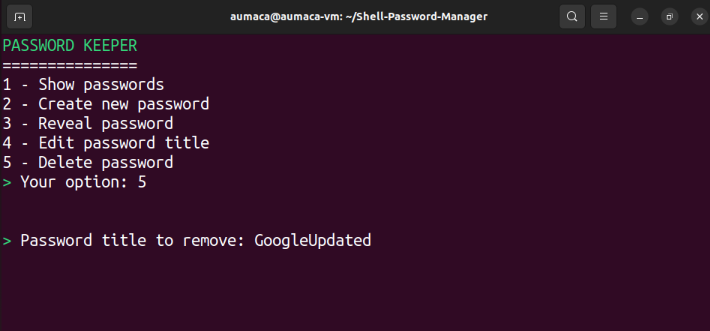 aumaca@aumaca-vm: ~/Shell-Password-Manager
PASSWORD KEEPER
===============
1 - Show passwords
2 - Create new password
3 - Reveal password
4 - Edit password title
5 - Delete password
> Your option: 5
> Password title to remove: GoogleUpdated